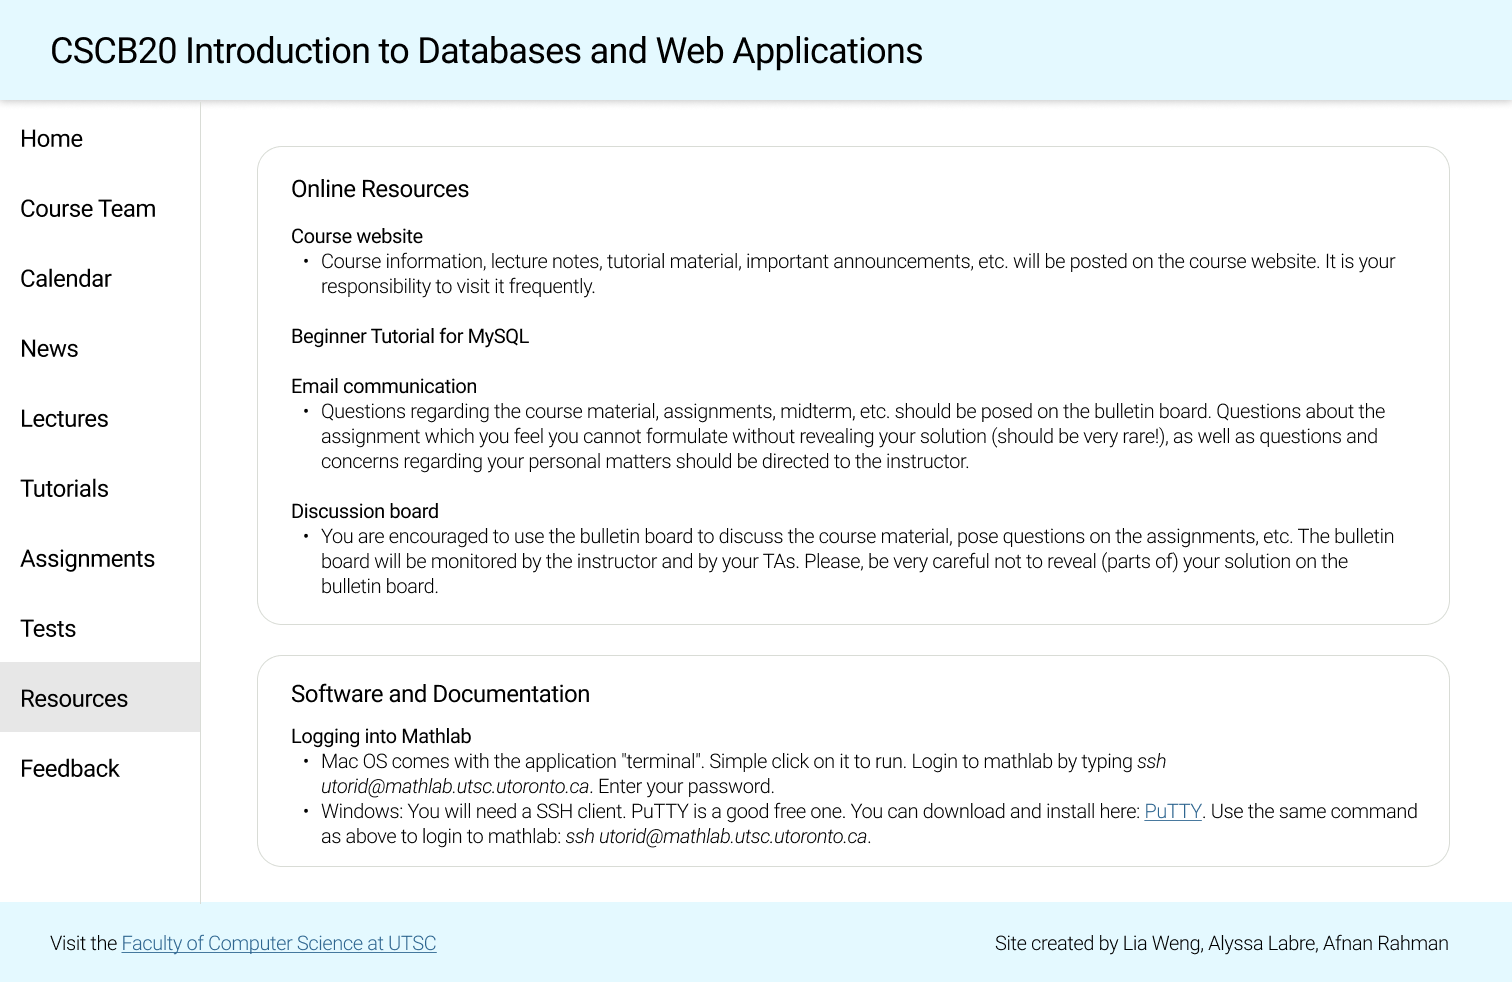 CSCB20 Introduction to Databases and Web Applications
Home
Course Team
Calendar
News
Lectures
Tutorials
Assignments
Tests
Resources
Feedback
Online Resources
Course website
• Course information, lecture notes, tutorial material, important announcements, etc. will be posted on the course website. It is your
responsibility to visit it frequently.
Beginner Tutorial for MySQL
Email communication
• Questions regarding the course material, assignments, midterm, etc. should be posed on the bulletin board. Questions about the
assignment which you feel you cannot formulate without revealing your solution (should be very rare!), as well as questions and
concerns regarding your personal matters should be directed to the instructor.
Discussion board
• You are encouraged to use the bulletin board to discuss the course material, pose questions on the assignments, etc. The bulletin
board will be monitored by the instructor and by your TAs. Please, be very careful not to reveal (parts of) your solution on the
bulletin board.
Software and Documentation
Logging into Mathlab
• Mac OS comes with the application "terminal". Simple click on it to run. Login to mathlab by typing ssh
utorid@mathlab.utsc.utoronto.ca. Enter your password.
• Windows: You will need a SSH client. PuTTY is a good free one. You can download and install here: PuTTY. Use the same command
as above to login to mathlab: ssh utorid@mathlab.utsc.utoronto.ca.
Visit the Faculty of Computer Science at UTSC
Site created by Lia Weng, Alyssa Labre, Afnan Rahman